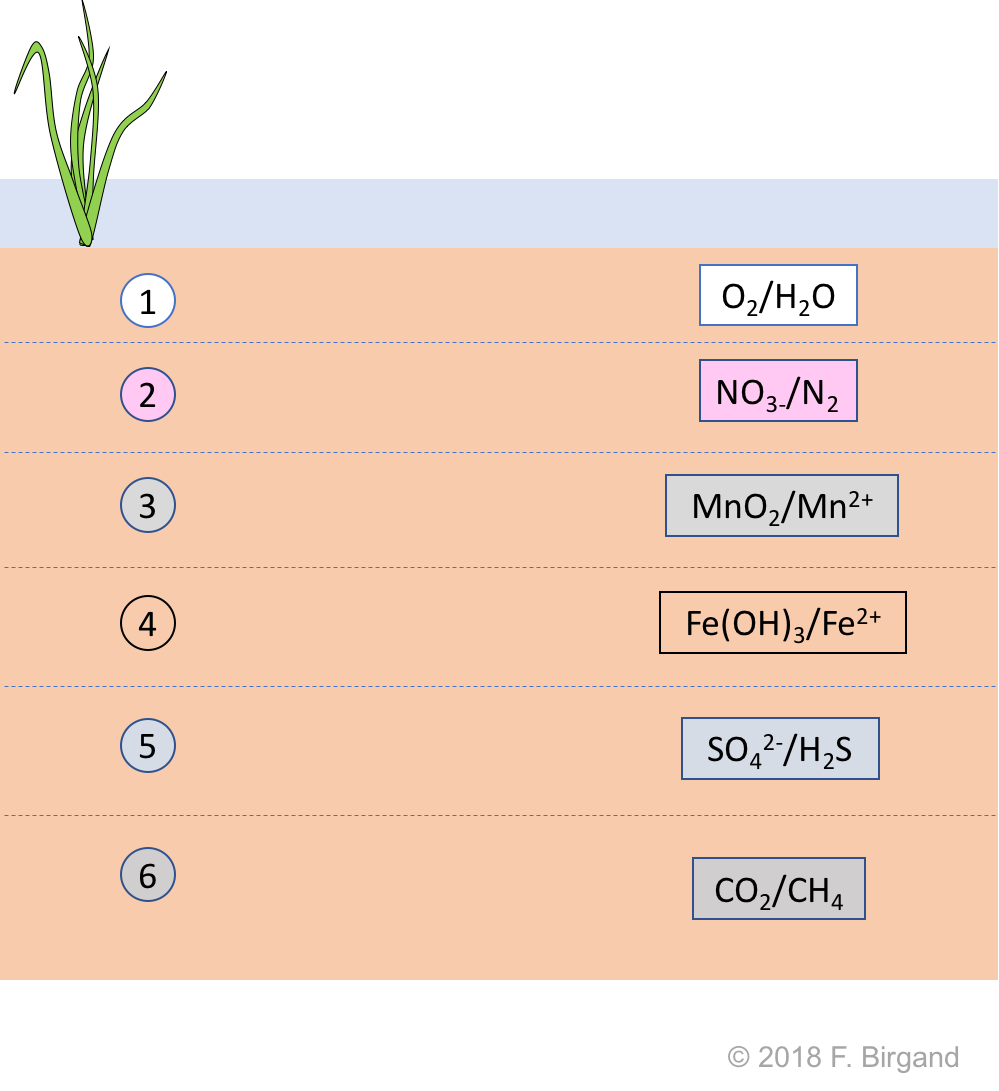 1 O₂/H₂O
2 NO₃₋/N₂
3 MnO₂/Mn²⁺
4 Fe(OH)₃/Fe²⁺
5 SO₄²⁻/H₂S
6 CO₂/CH₄
© 2018 F. Birgand